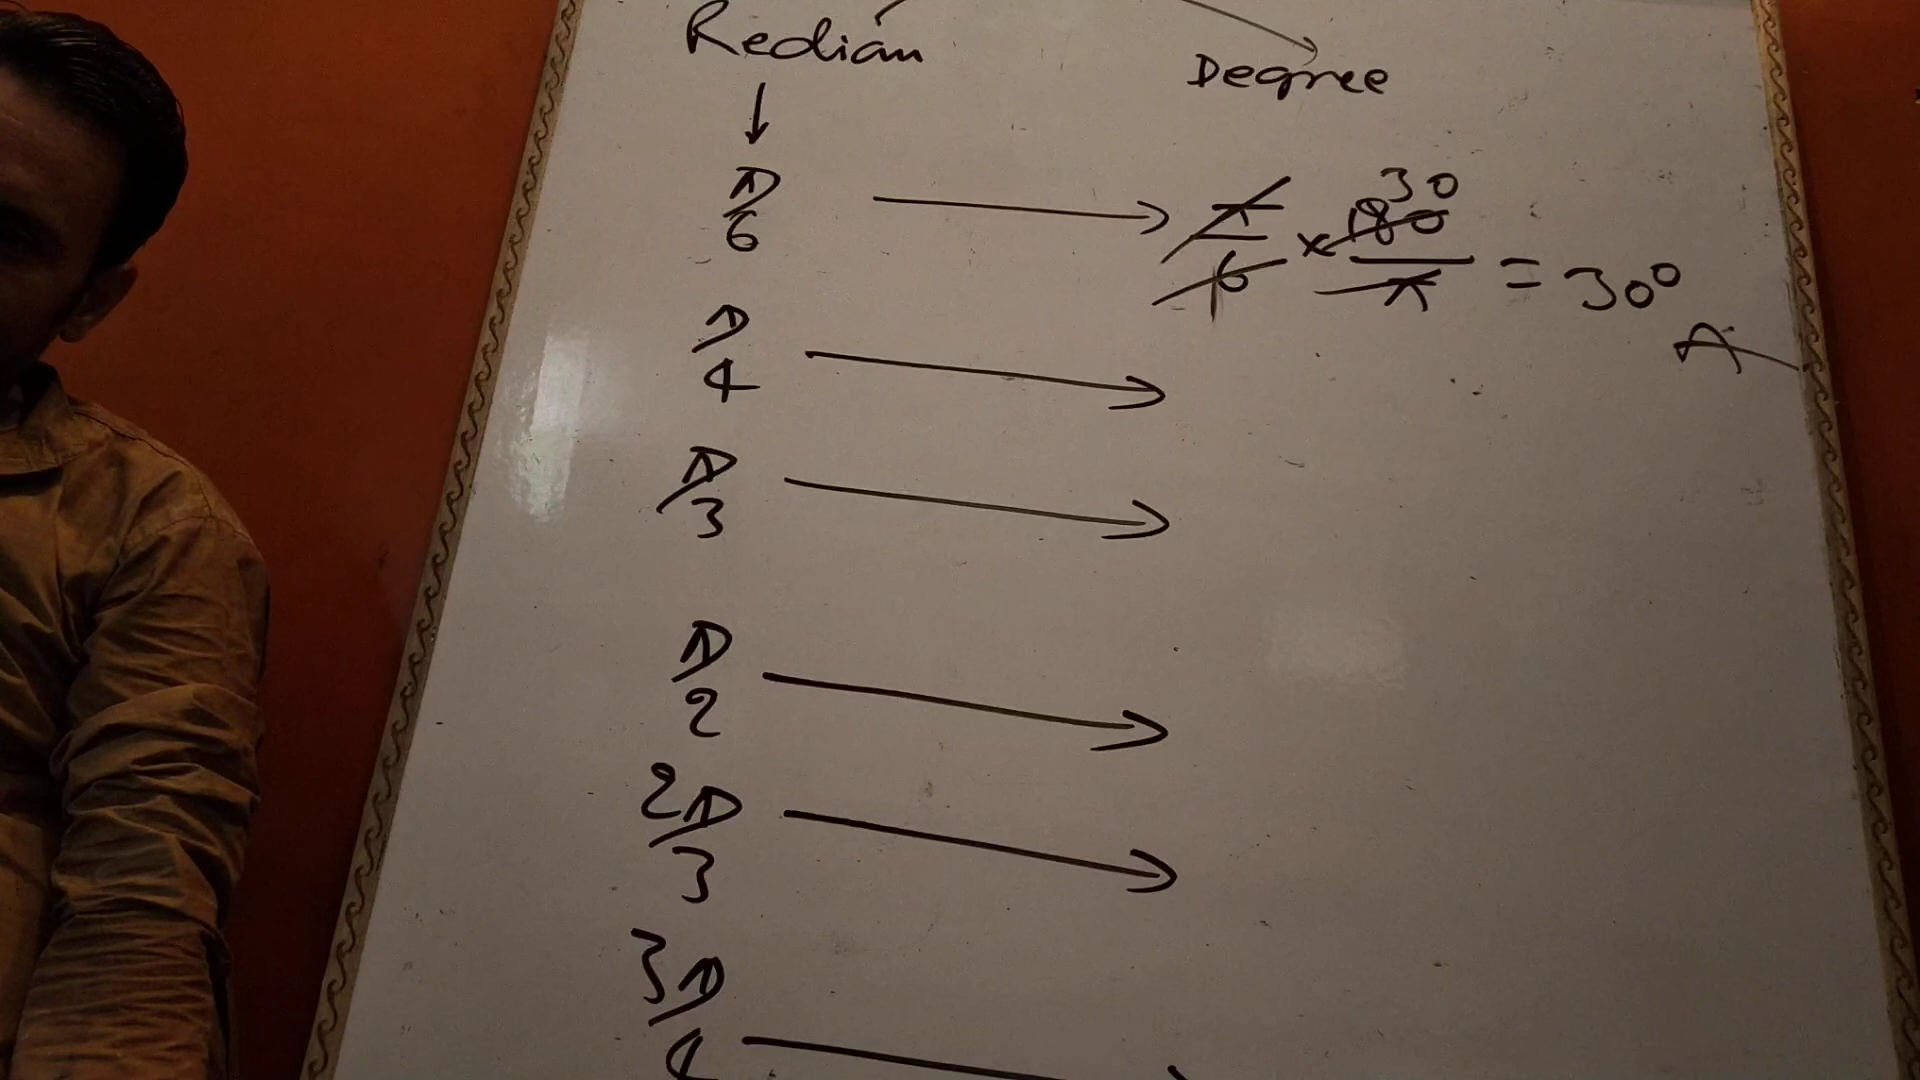 Redian Degree
↓
π/6 → π/6 × 180/π 30 = 30°
π/4 →
π/3 →
π/2 →
2π/3 →
3π/4 →